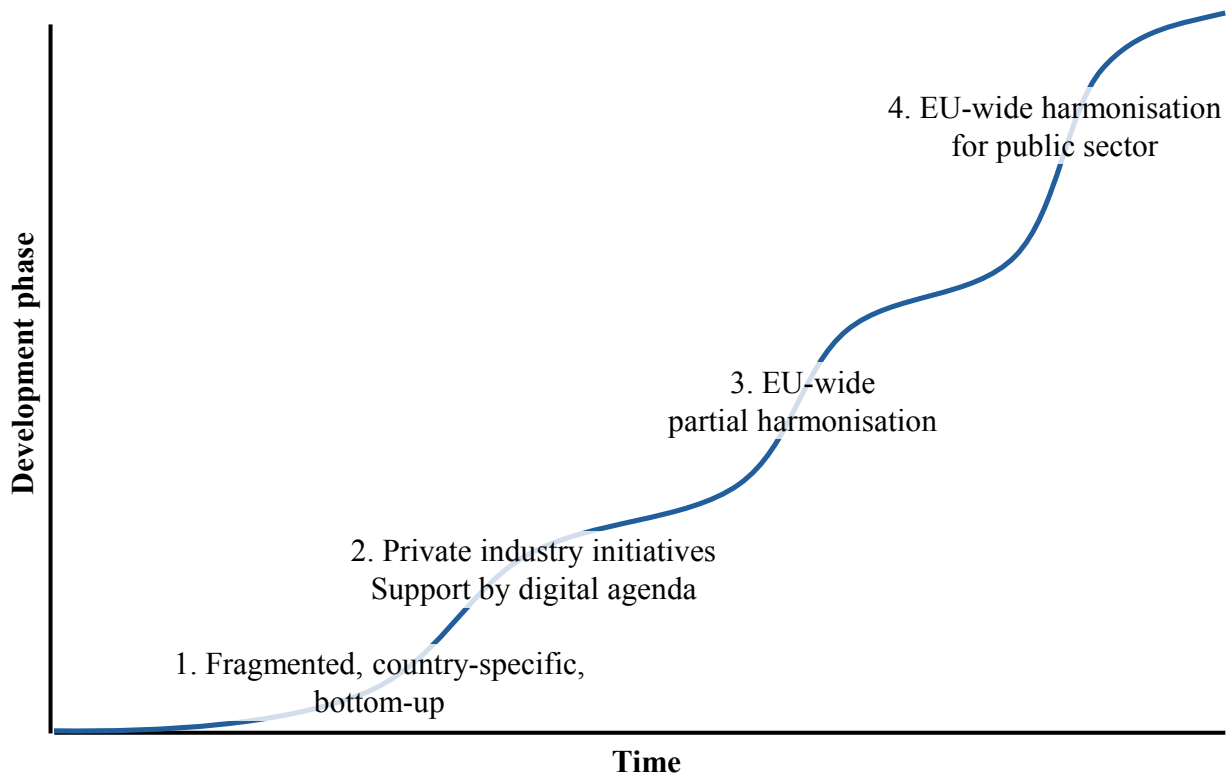 4. EU-wide harmonisation
for public sector
3. EU-wide
partial harmonisation
2. Private industry initiatives
Support by digital agenda
1. Fragmented, country-specific,
bottom-up
Development phase
Time